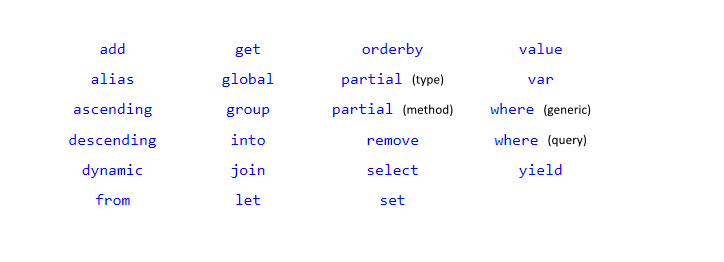 add get orderby value
alias global partial (type) var
ascending group partial (method) where (generic)
descending into remove where (query)
dynamic join select yield
from let set